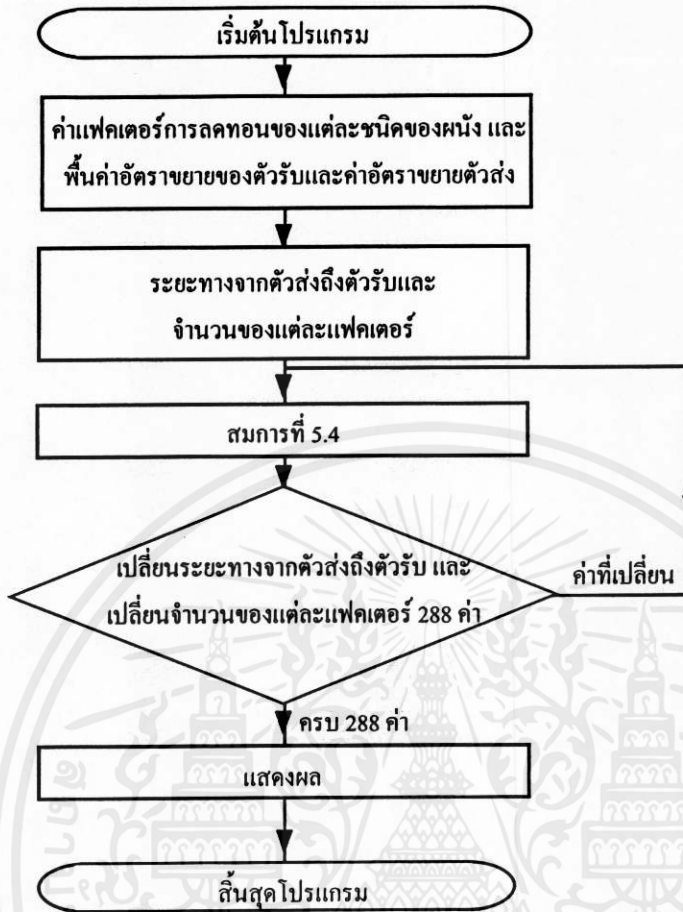 เริ่มต้นโปรแกรม
ค่าแฟคเตอร์การลดทอนของแต่ละชนิดของผนัง และ
พื้นค่าอัตราขยายของตัวรับและค่าอัตราขยายตัวส่ง
ระยะทางจากตัวส่งถึงตัวรับและ
จำนวนของแต่ละแฟคเตอร์
สมการที่ 5.4
เปลี่ยนระยะทางจากตัวส่งถึงตัวรับ และ
เปลี่ยนจำนวนของแต่ละแฟคเตอร์ 288 ค่า
ค่าที่เปลี่ยน
ครบ 288 ค่า
แสดงผล
สิ้นสุดโปรแกรม